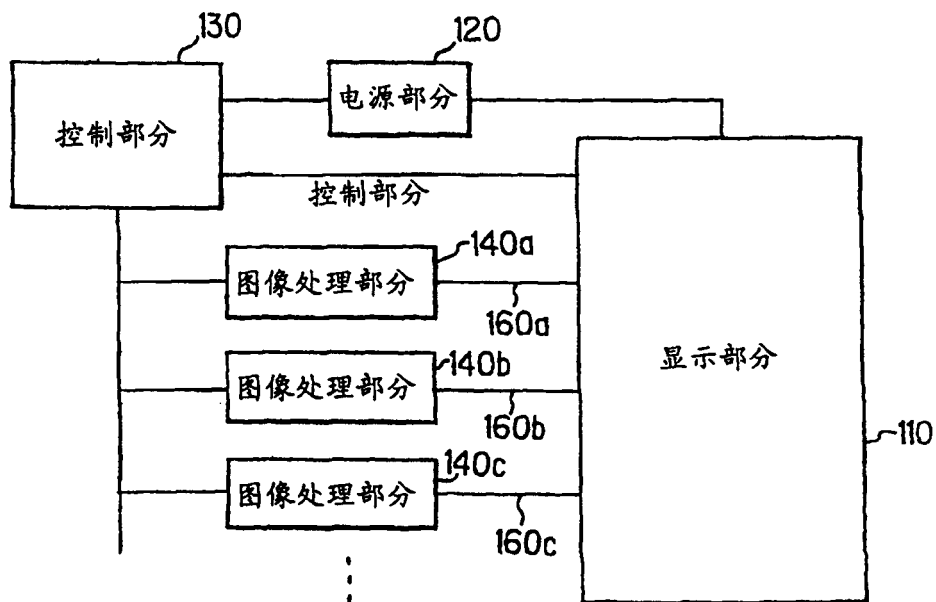 130
120
控制部分
电源部分
控制部分
140a
图像处理部分
160a
140b
图像处理部分
160b
显示部分
110
140c
图像处理部分
160c